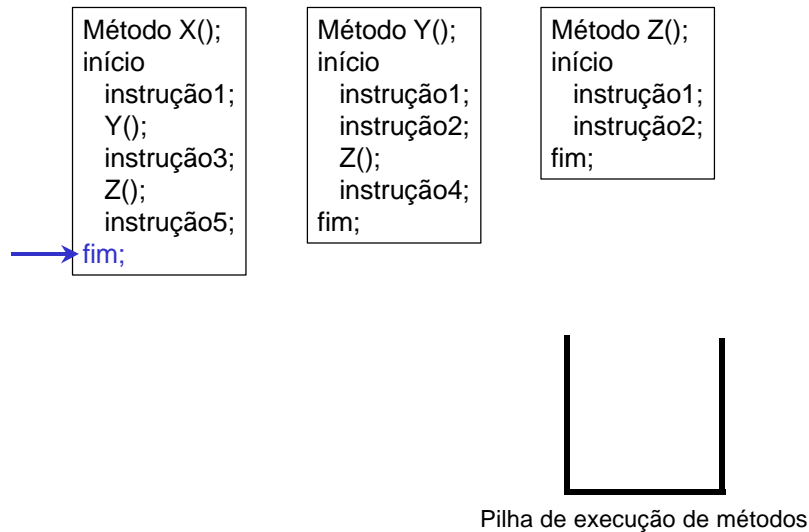 Método X();
início
instrução1;
Y();
instrução3;
Z();
instrução5;
fim;
Método Y();
início
instrução1;
instrução2;
Z();
instrução4;
fim;
Método Z();
início
instrução1;
instrução2;
fim;
Pilha de execução de métodos